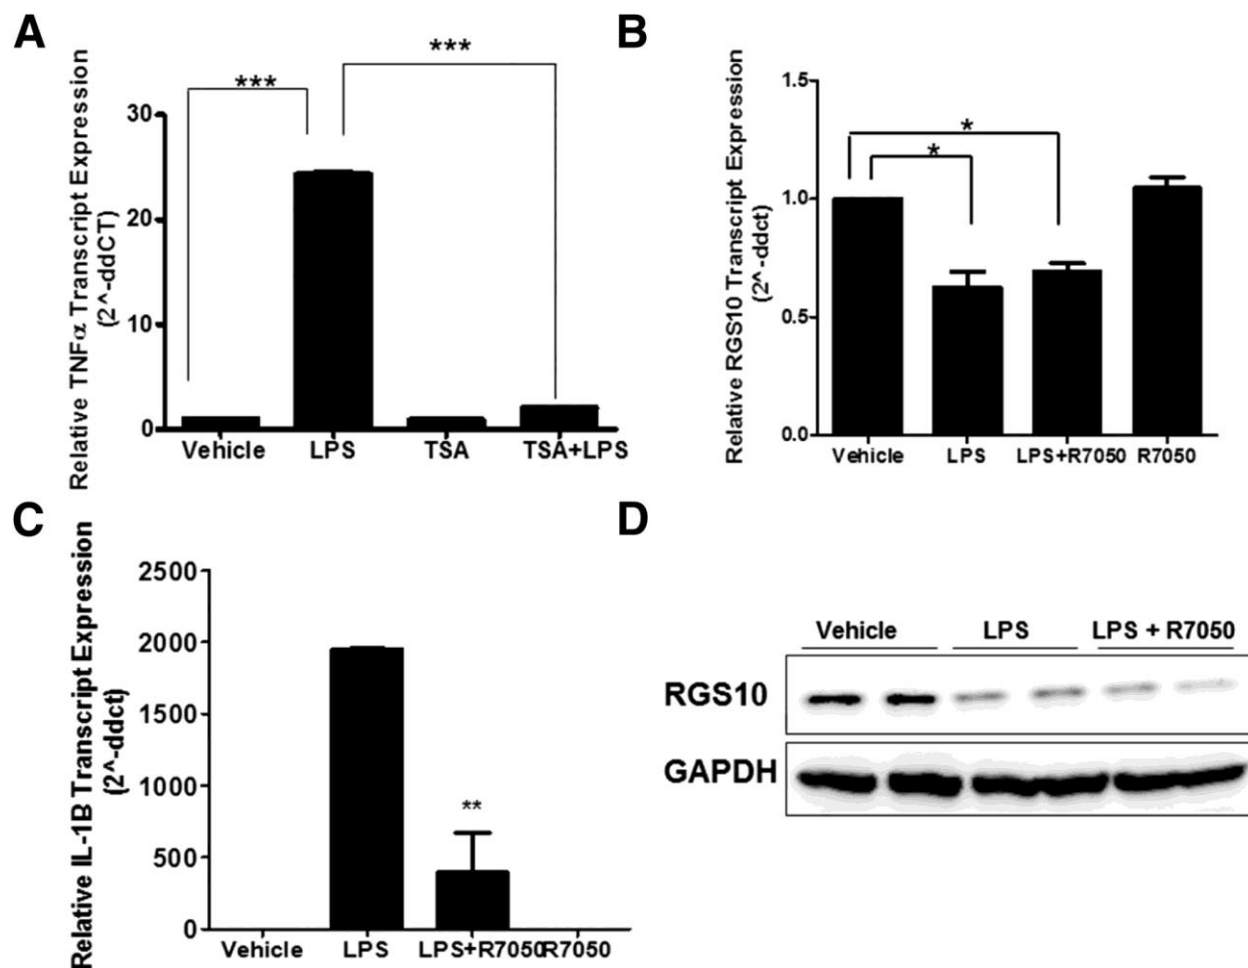 A
Relative TNFα Transcript Expression
(2^-ddCT)
30
20
10
0
***
***
Vehicle LPS TSA TSA+LPS
B
Relative RGS10 Transcript Expression
(2^-ddct)
1.5
1.0
0.5
0.0
*
*
Vehicle LPS LPS+R7050 R7050
C
Relative IL-1B Transcript Expression
(2^-ddct)
2500
2000
1500
1000
500
0
**
Vehicle LPS LPS+R7050 R7050
D
Vehicle LPS LPS + R7050
RGS10
GAPDH